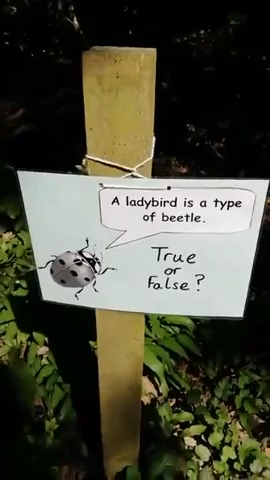 A ladybird is a type
of beetle.
True
or
False?